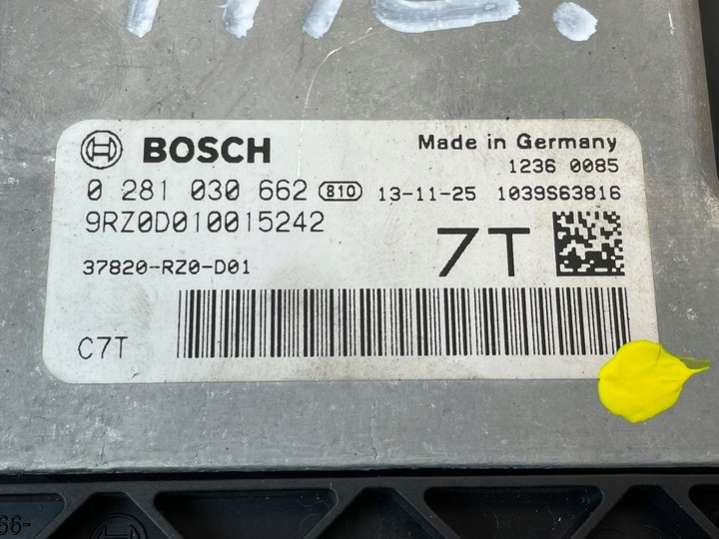 BOSCH
Made in Germany
1236 0085
0 281 030 662 810 13-11-25 1039S63816
9RZ0D010015242
7T
37820-RZ0-D01
C7T
66-